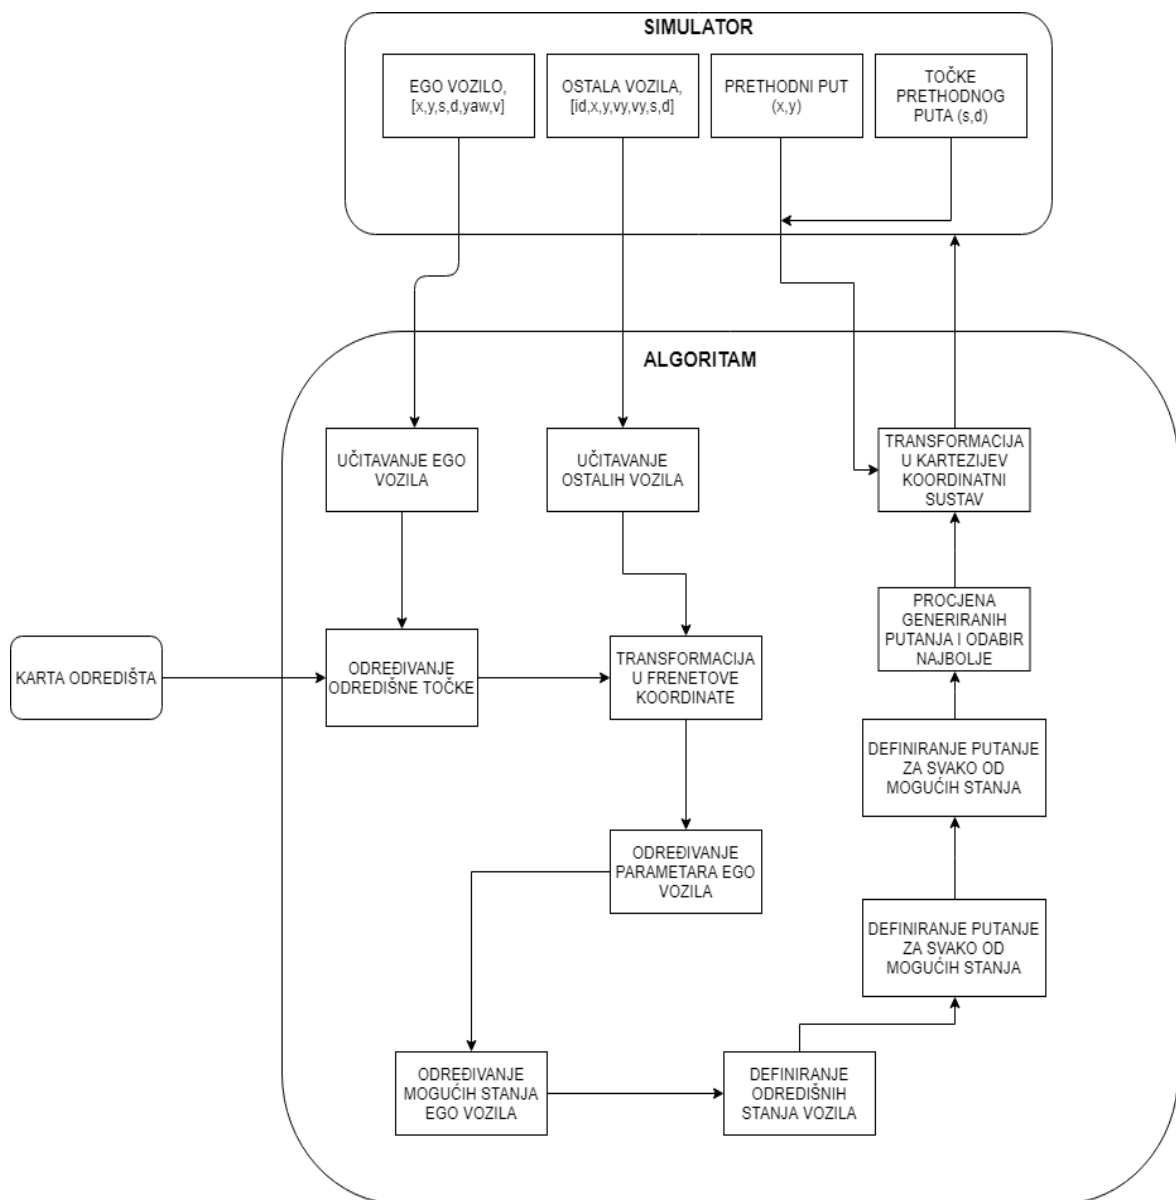 SIMULATOR
EGO VOZILO,
[x,y,s,d,yaw,v]
OSTALA VOZILA,
[id,x,y,vy,vy,s,d]
PRETHODNI PUT
(x,y)
TOČKE
PRETHODNOG
PUTA (s,d)
ALGORITAM
UČITAVANJE EGO
VOZILA
UČITAVANJE
OSTALIH VOZILA
TRANSFORMACIJA
U KARTEZIJEV
KOORDINATNI
SUSTAV
PROCJENA
GENERIRANIH
PUTANJA I ODABIR
NAJBOLJE
KARTA ODREDIŠTA
ODREĐIVANJE
ODREDIŠNE TOČKE
TRANSFORMACIJA
U FRENETOVE
KOORDINATE
DEFINIRANJE PUTANJE
ZA SVAKO OD
MOGUĆIH STANJA
ODREĐIVANJE
PARAMETARA EGO
VOZILA
DEFINIRANJE PUTANJE
ZA SVAKO OD
MOGUĆIH STANJA
ODREĐIVANJE
MOGUĆIH STANJA
EGO VOZILA
DEFINIRANJE
ODREDIŠNIH
STANJA VOZILA